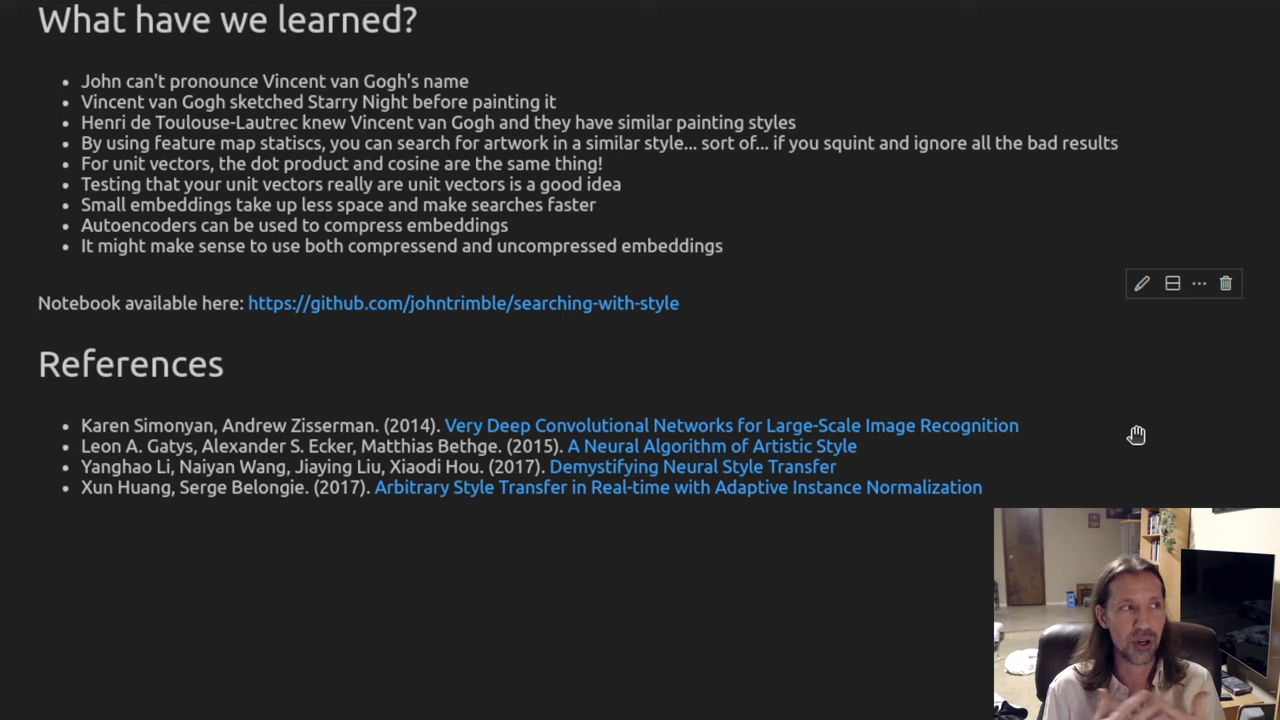 What have we learned?
John can't pronounce Vincent van Gogh's name
Vincent van Gogh sketched Starry Night before painting it
Henri de Toulouse-Lautrec knew Vincent van Gogh and they have similar painting styles
By using feature map statiscs, you can search for artwork in a similar style... sort of... if you squint and ignore all the bad results
For unit vectors, the dot product and cosine are the same thing!
Testing that your unit vectors really are unit vectors is a good idea
Small embeddings take up less space and make searches faster
Autoencoders can be used to compress embeddings
It might make sense to use both compressend and uncompressed embeddings
Notebook available here: https://github.com/johntrimble/searching-with-style
References
Karen Simonyan, Andrew Zisserman. (2014). Very Deep Convolutional Networks for Large-Scale Image Recognition
Leon A. Gatys, Alexander S. Ecker, Matthias Bethge. (2015). A Neural Algorithm of Artistic Style
Yanghao Li, Naiyan Wang, Jiaying Liu, Xiaodi Hou. (2017). Demystifying Neural Style Transfer
Xun Huang, Serge Belongie. (2017). Arbitrary Style Transfer in Real-time with Adaptive Instance Normalization